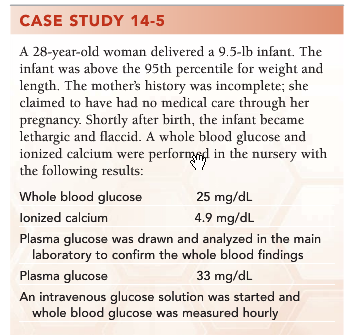 CASE STUDY 14-5
A 28-year-old woman delivered a 9.5-lb infant. The
infant was above the 95th percentile for weight and
length. The mother's history was incomplete; she
claimed to have had no medical care through her
pregnancy. Shortly after birth, the infant became
lethargic and flaccid. A whole blood glucose and
ionized calcium were performed in the nursery with
the following results:
Whole blood glucose 25 mg/dL
Ionized calcium 4.9 mg/dL
Plasma glucose was drawn and analyzed in the main
laboratory to confirm the whole blood findings
Plasma glucose 33 mg/dL
An intravenous glucose solution was started and
whole blood glucose was measured hourly